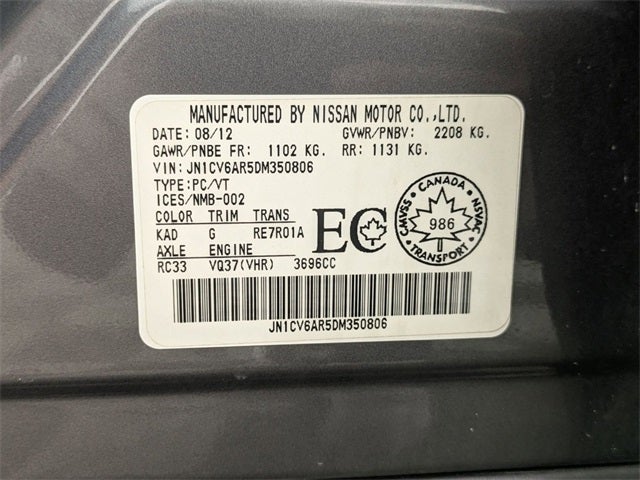 MANUFACTURED BY NISSAN MOTOR CO.,LTD.
DATE: 08/12 GVWR/PNBV: 2208 KG.
GAWR/PNBE FR: 1102 KG. RR: 1131 KG.
VIN: JN1CV6AR5DM350806
TYPE: PC/VT
ICES/NMB-002
COLOR TRIM TRANS
KAD G RE7R01A
AXLE ENGINE
RC33 VQ37(VHR) 3696CC
EC
CANADA
CMVSS 986 NSVAC
TRANSPORT
JN1CV6AR5DM350806